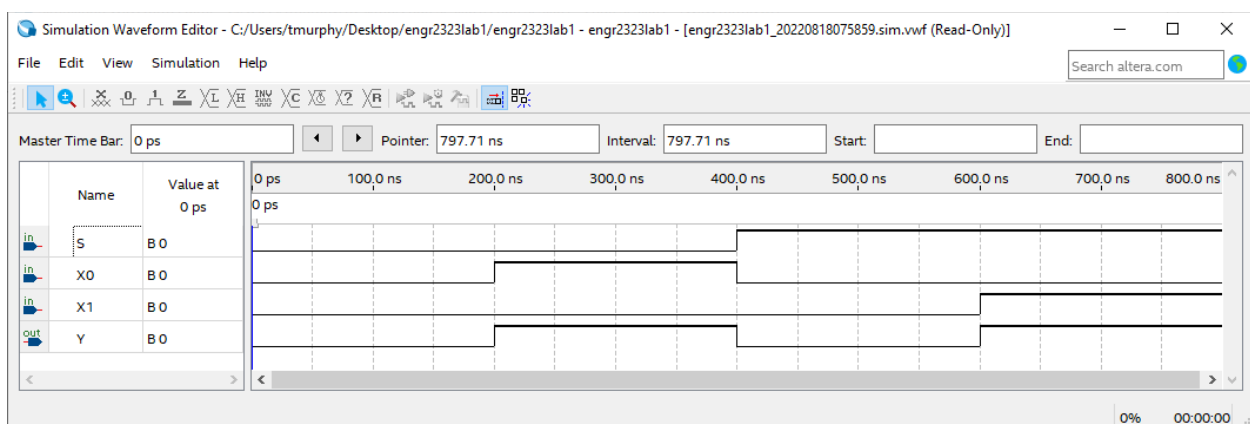 Simulation Waveform Editor - C:/Users/tmurphy/Desktop/engr2323lab1/engr2323lab1 - engr2323lab1 - [engr2323lab1_20220818075859.sim.vwf (Read-Only)]
File Edit View Simulation Help
Search altera.com
Master Time Bar: 0 ps
Pointer: 797.71 ns
Interval: 797.71 ns
Start:
End:
Name
Value at
0 ps
0 ps 100.0 ns 200.0 ns 300.0 ns 400.0 ns 500.0 ns 600.0 ns 700.0 ns 800.0 ns
0 ps
in S B 0
in X0 B 0
in X1 B 0
out Y B 0
0% 00:00:00